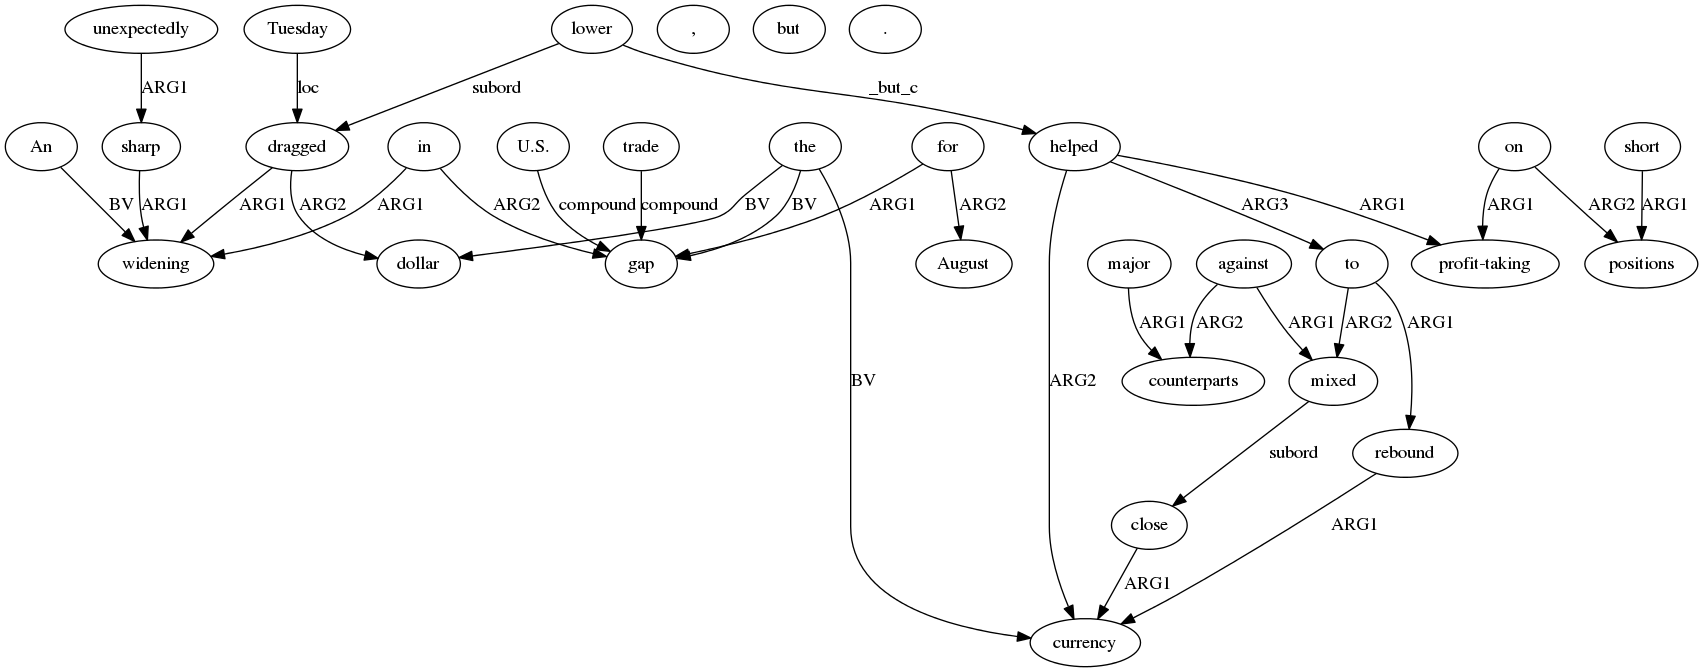 unexpectedly Tuesday lower , but .
ARG1 loc subord _but_c
An sharp dragged in U.S. trade the for helped on short
BV ARG1 ARG1 ARG2 ARG1 ARG2 compound compound BV BV ARG1 ARG2 ARG3 ARG1 ARG1 ARG2 ARG1
widening dollar gap August major against to profit-taking positions
ARG1 ARG2 ARG1 ARG2 ARG1
BV ARG2 counterparts mixed
subord rebound
close ARG1
ARG1
currency